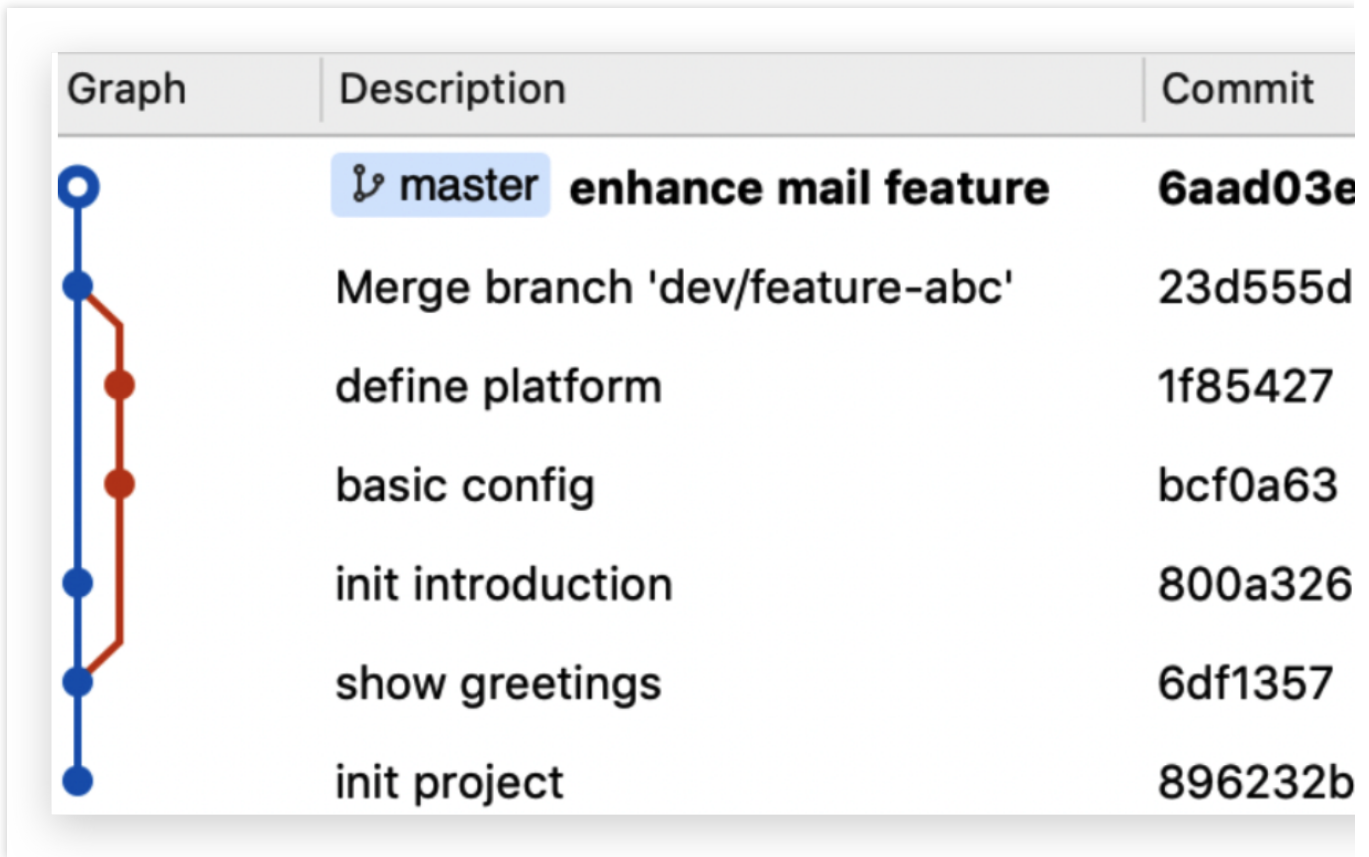 Graph Description Commit
master enhance mail feature 6aad03e
Merge branch 'dev/feature-abc' 23d555d
define platform 1f85427
basic config bcf0a63
init introduction 800a326
show greetings 6df1357
init project 896232b